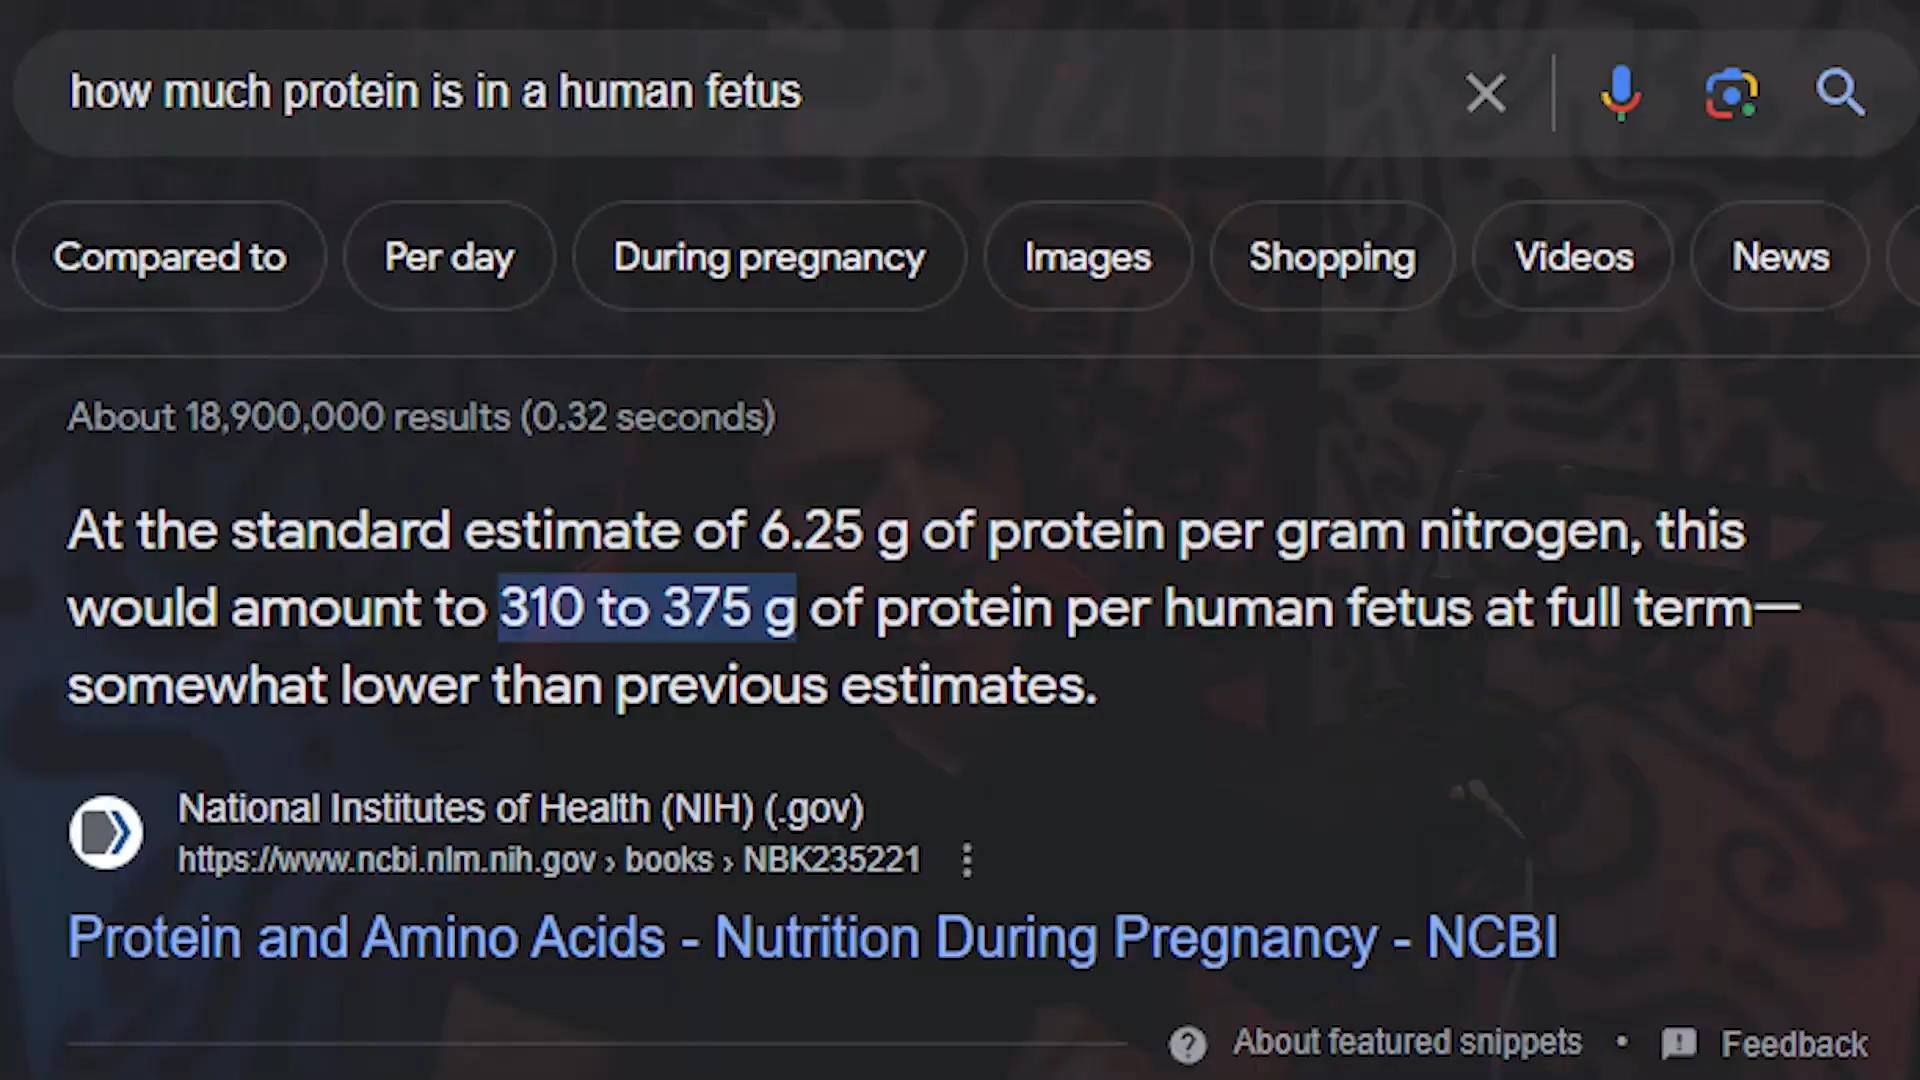 how much protein is in a human fetus
Compared to Per day During pregnancy Images Shopping Videos News
About 18,900,000 results (0.32 seconds)
At the standard estimate of 6.25 g of protein per gram nitrogen, this
would amount to 310 to 375 g of protein per human fetus at full term—
somewhat lower than previous estimates.
National Institutes of Health (NIH) (.gov)
https://www.ncbi.nlm.nih.gov › books › NBK235221
Protein and Amino Acids - Nutrition During Pregnancy - NCBI
About featured snippets • Feedback